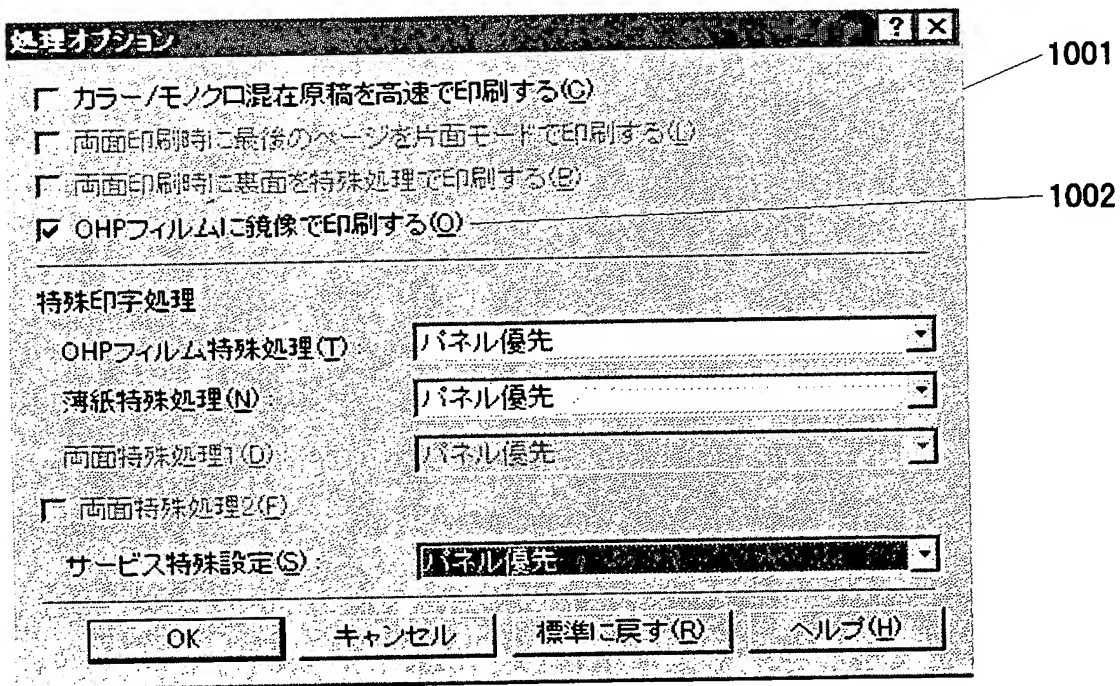 処理オプション ? ×
1001
カラー/モノクロ混在原稿を高速で印刷する(C)
両面印刷時に最後のページを片面モードで印刷する(L)
両面印刷時に裏面を特殊処理で印刷する(B)
OHPフィルムに鏡像で印刷する(O)
1002
特殊印字処理
OHPフィルム特殊処理(T): パネル優先
薄紙特殊処理(N): パネル優先
両面特殊処理1(D): パネル優先
両面特殊処理2(F)
サービス特殊設定(S): パネル優先
OK キャンセル 標準に戻す(R) ヘルプ(H)